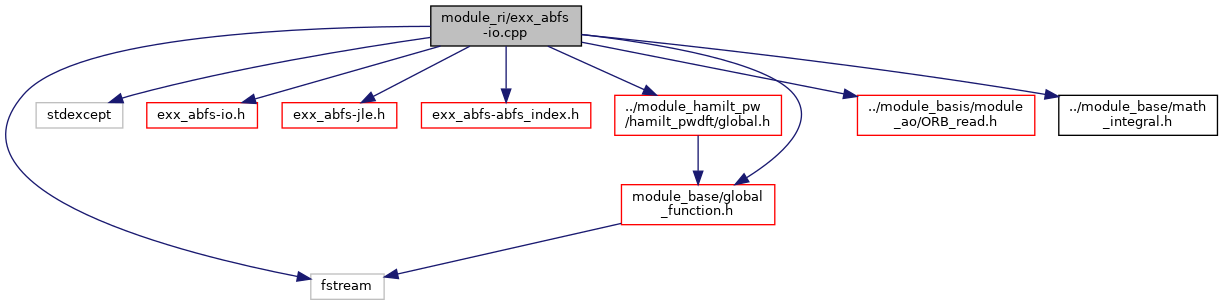 module_ri/exx_abfs
-io.cpp
stdexcept
exx_abfs-io.h
exx_abfs-jle.h
exx_abfs-abfs_index.h
../module_hamilt_pw
/hamilt_pwdft/global.h
../module_basis/module
_ao/ORB_read.h
../module_base/math
_integral.h
module_base/global
_function.h
fstream